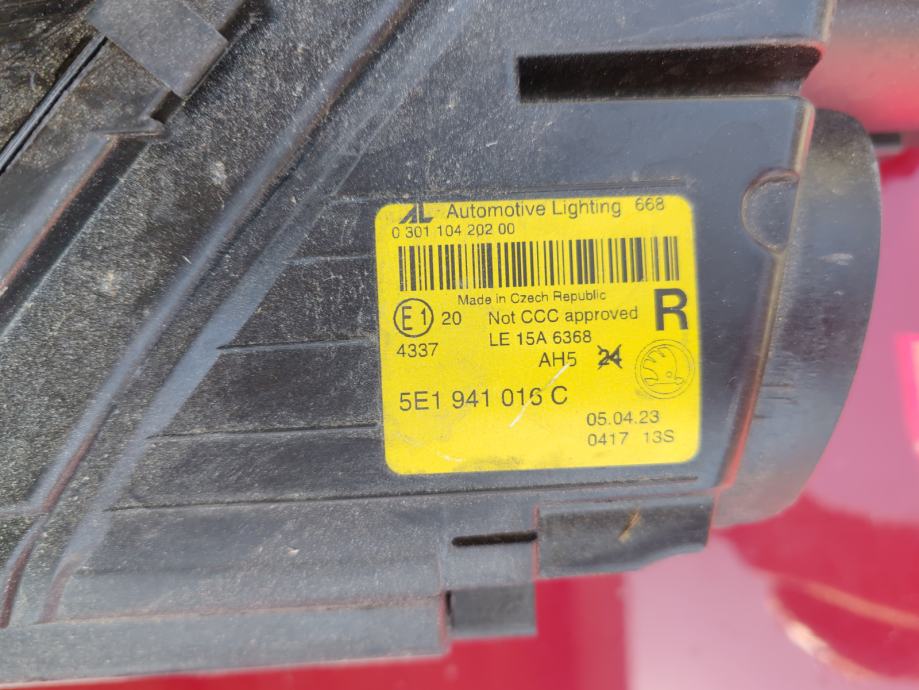 AL Automotive Lighting 668
0 301 104 202 00
Made in Czech Republic
E1 20 Not CCC approved R
4337 LE 15A 6368
AH5 24
5E1 941 016 C
05.04.23
0417 13S